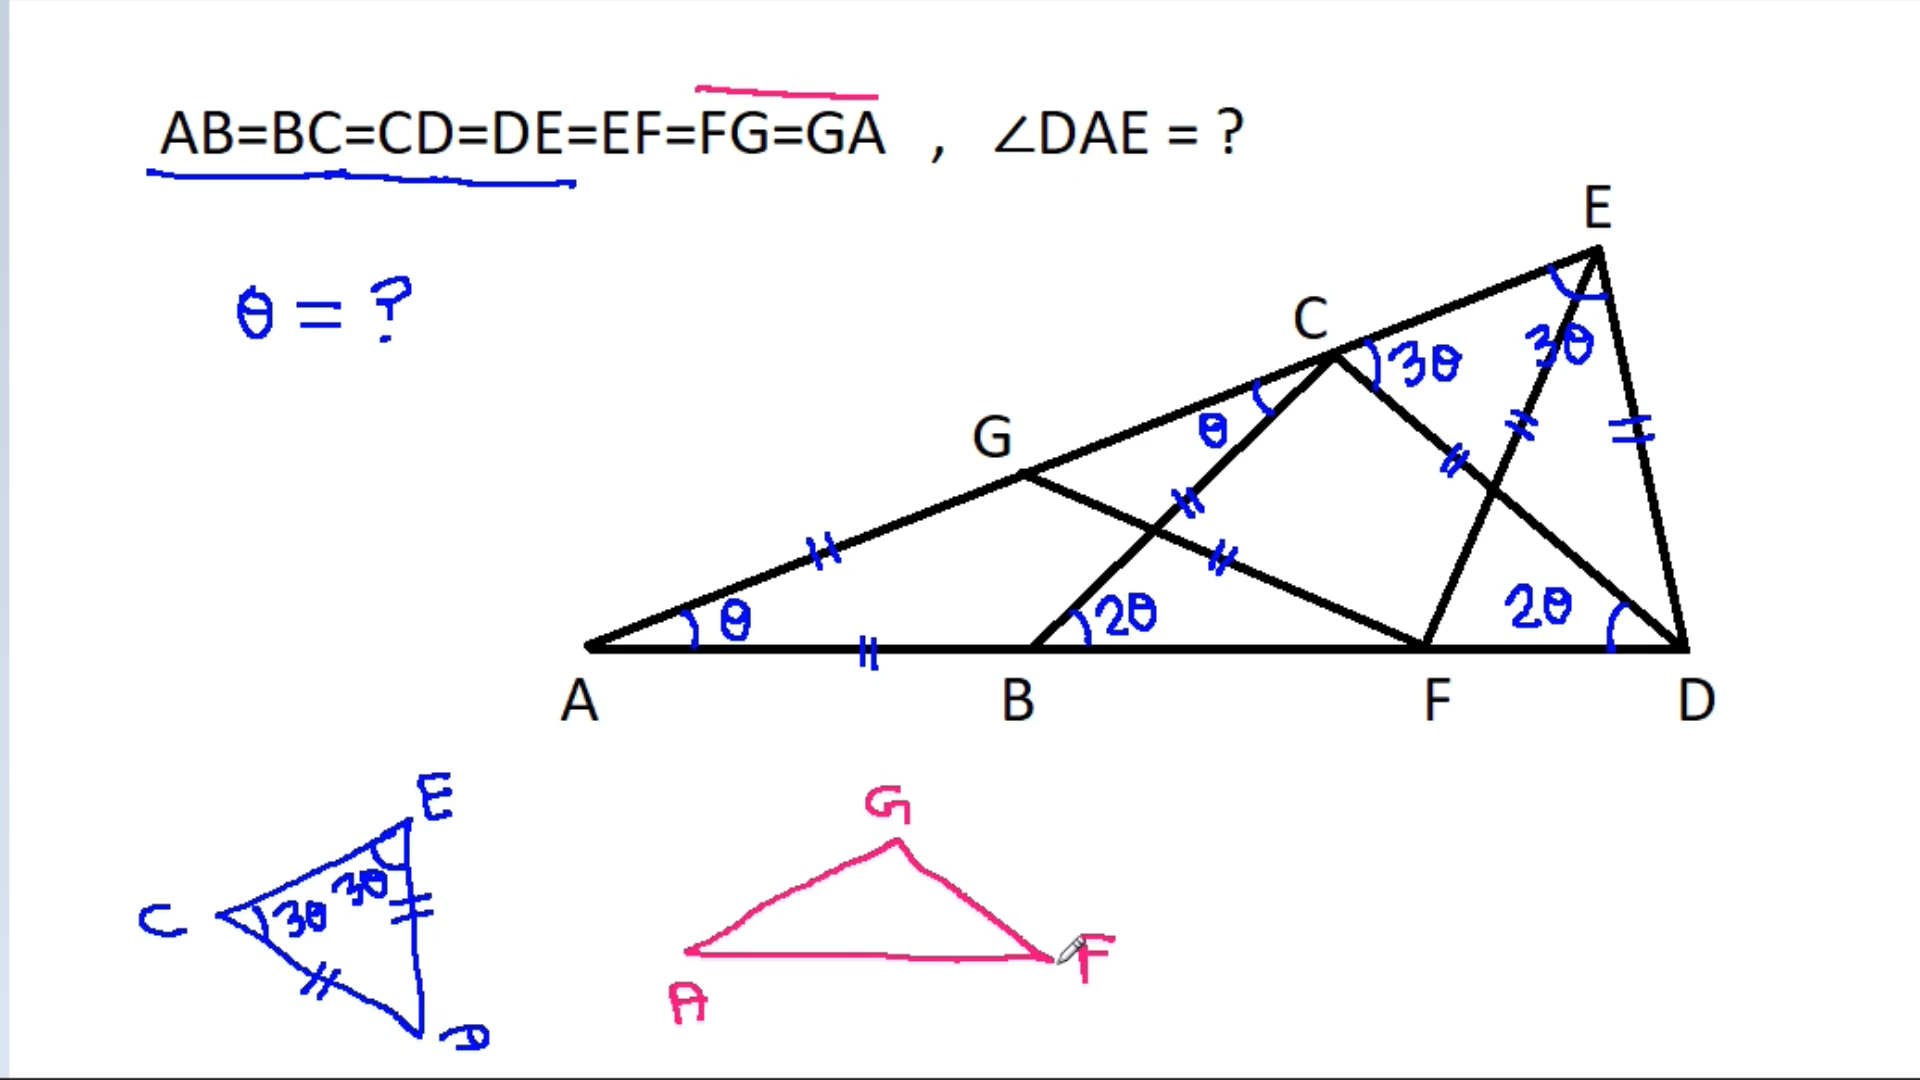 AB=BC=CD=DE=EF=FG=GA , ∠DAE = ?
E
θ = ?
C
3θ
3θ
G
θ
θ
2θ
2θ
A
B
F
D
E
G
3θ
C
3θ
F
A
D